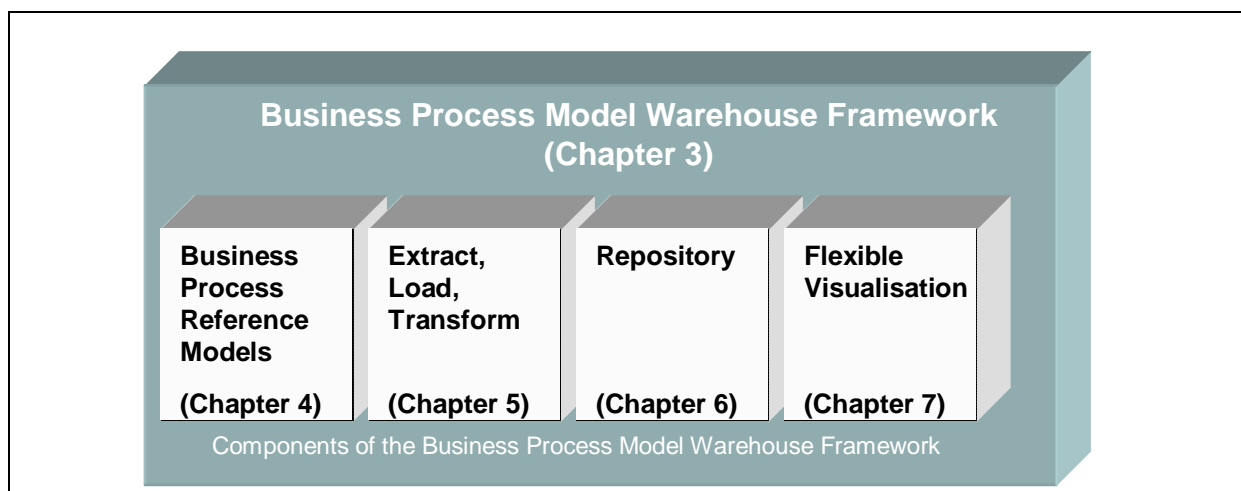 Business Process Model Warehouse Framework
(Chapter 3)
Business
Process
Reference
Models
(Chapter 4)
Extract,
Load,
Transform
(Chapter 5)
Repository
(Chapter 6)
Flexible
Visualisation
(Chapter 7)
Components of the Business Process Model Warehouse Framework